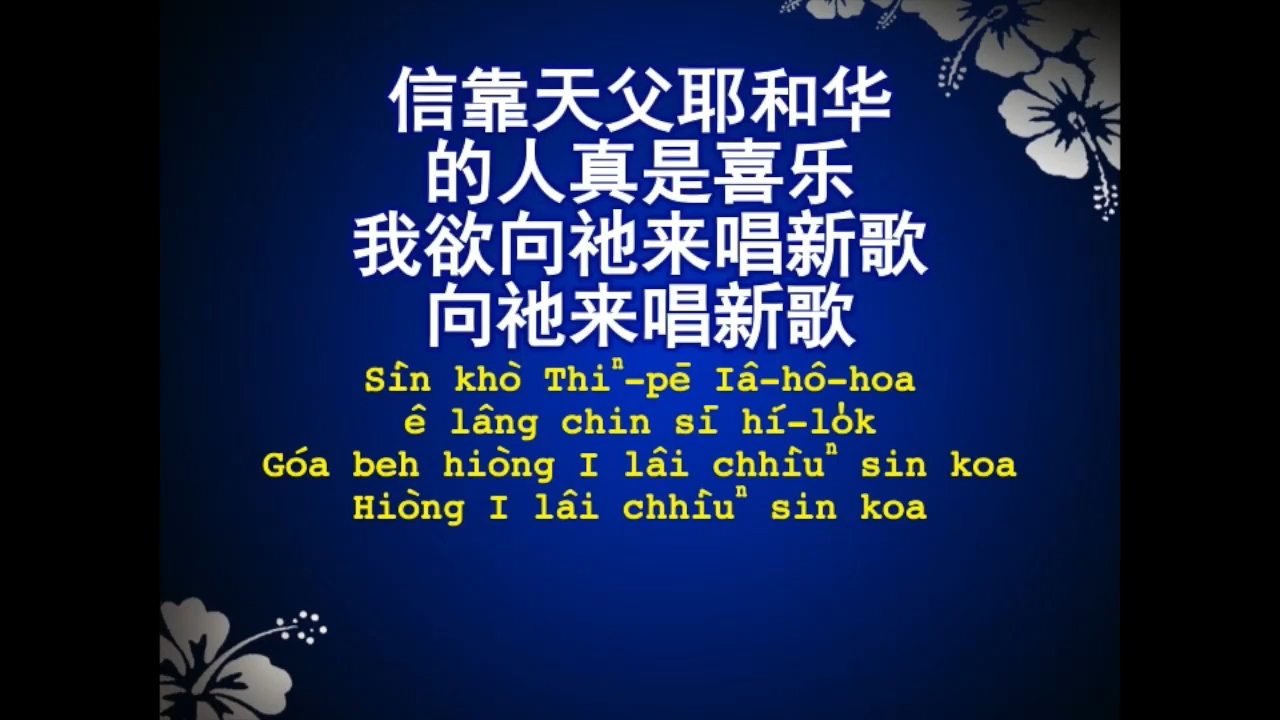 信靠天父耶和华
的人真是喜乐
我欲向祂来唱新歌
向祂来唱新歌
Sìn khò Thiⁿ-pē Iâ-hô-hoa
ê lâng chin sī hí-lo̍k
Góa beh hiòng I lâi chhìuⁿ sin koa
Hiòng I lâi chhìuⁿ sin koa